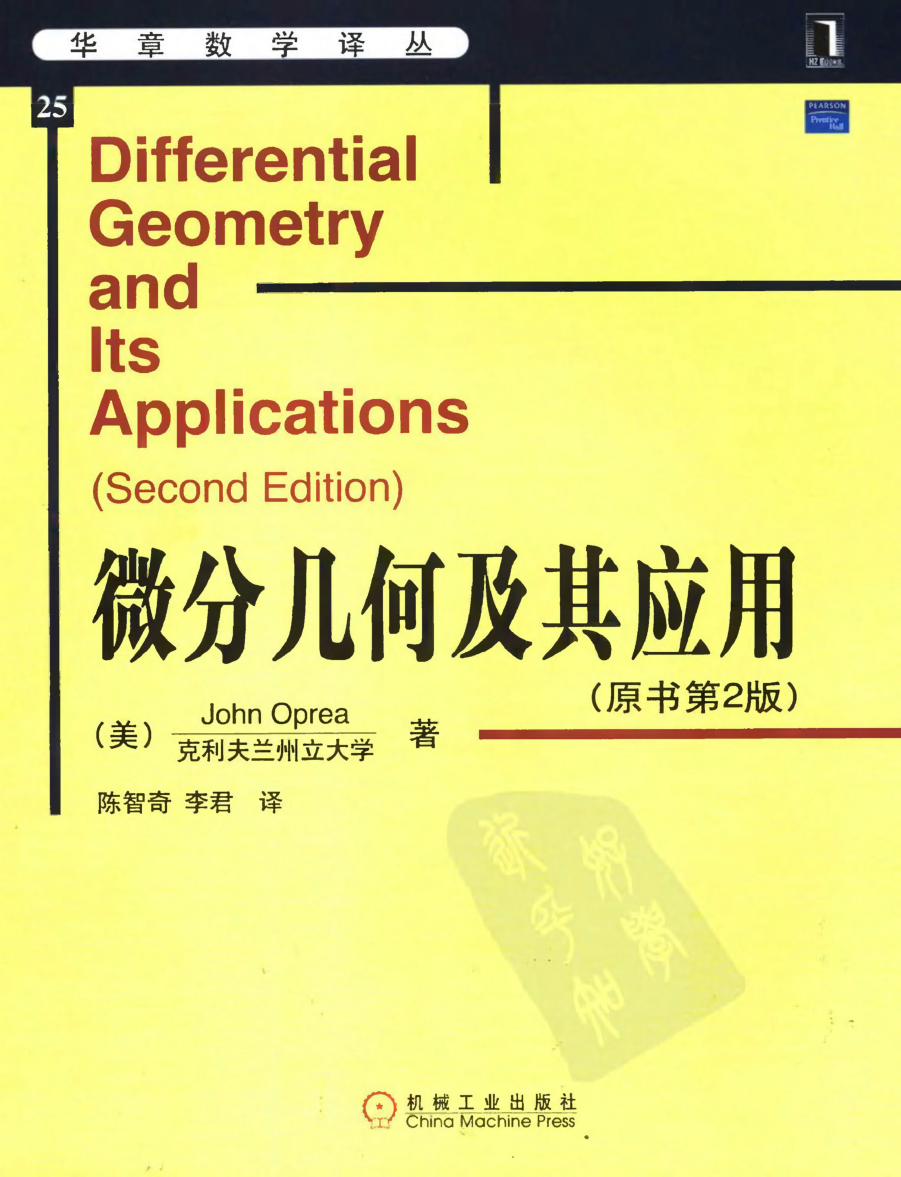 华章数学译丛
HZ Books
25
PEARSON
Prentice
Hall
Differential
Geometry
and
Its
Applications
(Second Edition)
微分几何及其应用
(原书第2版)
(美) John Oprea 著
克利夫兰州立大学
陈智奇 李君 译
机械工业出版社
China Machine Press